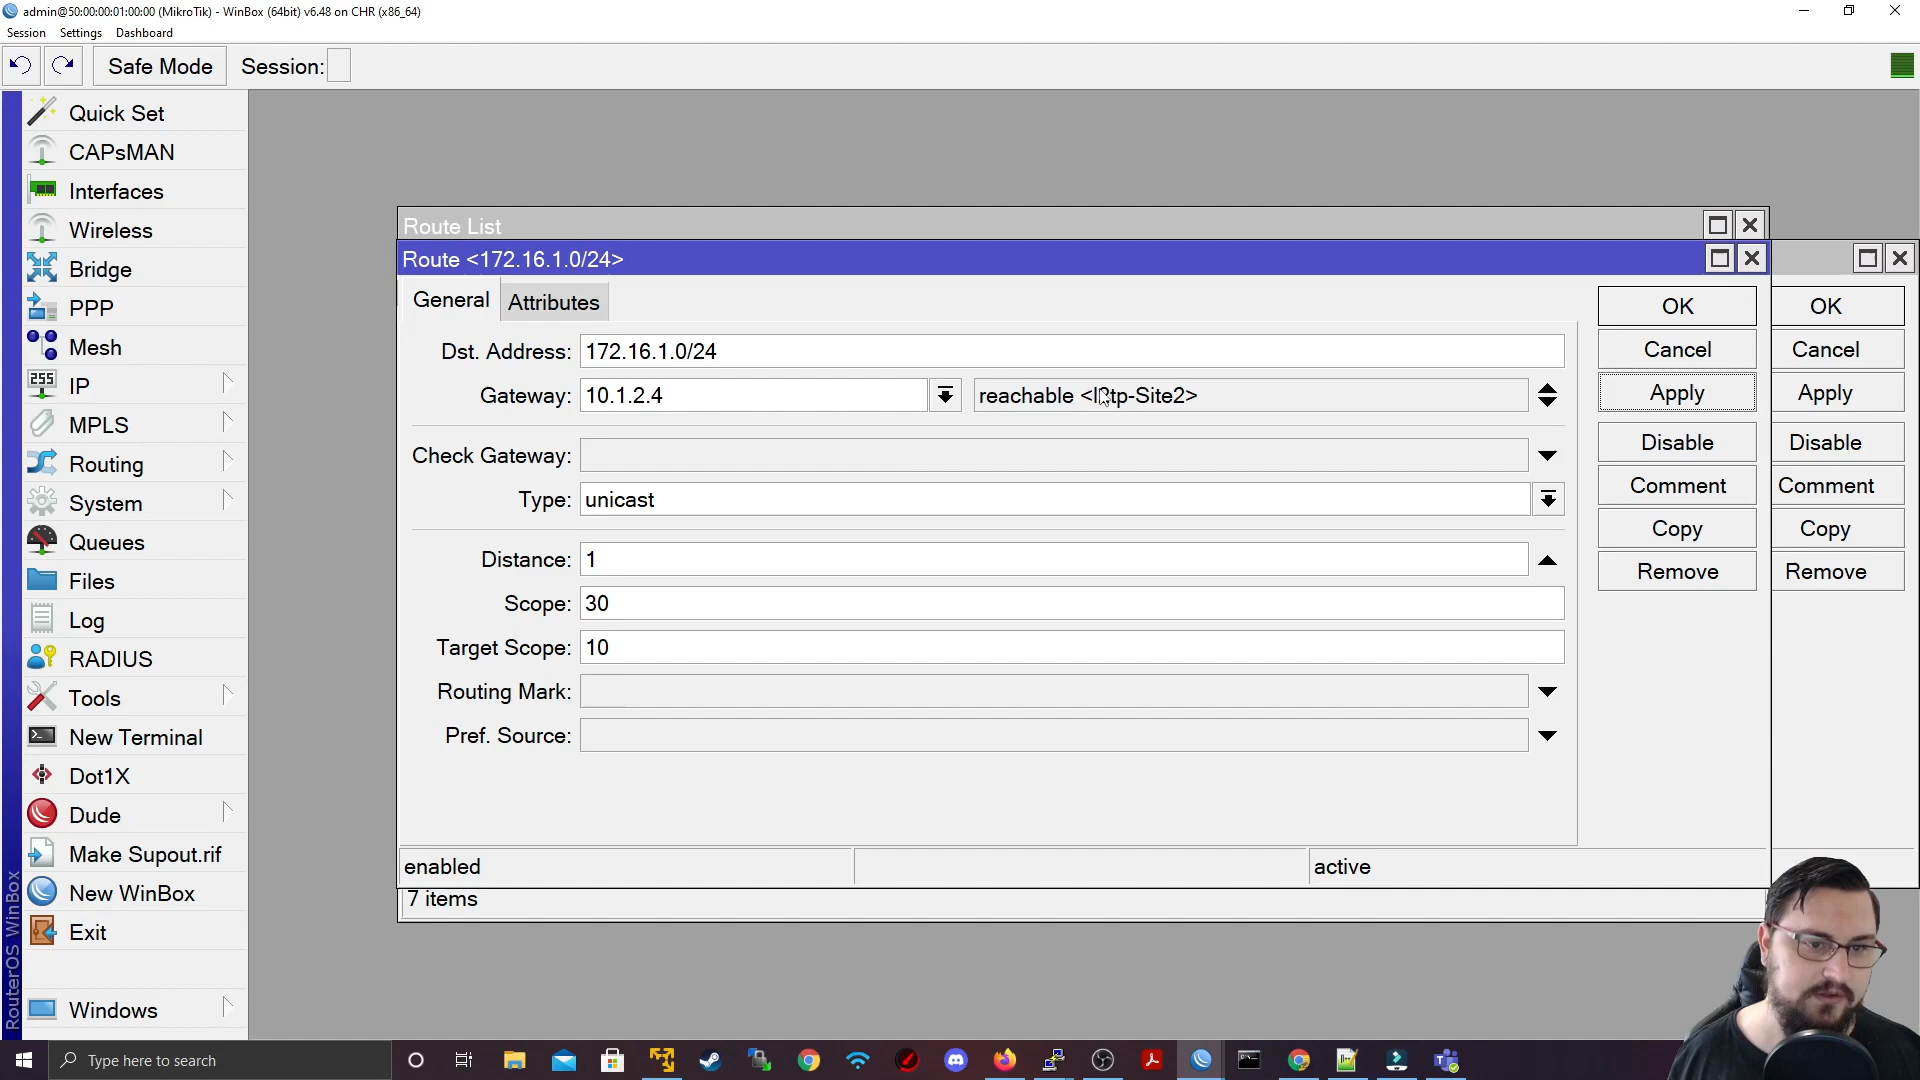 admin@50:00:00:01:00:00 (MikroTik) - WinBox (64bit) v6.48 on CHR (x86_64)
Session Settings Dashboard
Safe Mode Session:
Quick Set
CAPsMAN
Interfaces
Wireless
Bridge
PPP
Mesh
255
IP
MPLS
Routing
System
Queues
Files
Log
RADIUS
Tools
New Terminal
Dot1X
Dude
Make Supout.rif
New WinBox
Exit
Windows
RouterOS WinBox
Route List
Route <172.16.1.0/24>
General Attributes
Dst. Address: 172.16.1.0/24
Gateway: 10.1.2.4 reachable <l2tp-Site2>
Check Gateway:
Type: unicast
Distance: 1
Scope: 30
Target Scope: 10
Routing Mark:
Pref. Source:
OK OK
Cancel Cancel
Apply Apply
Disable Disable
Comment Comment
Copy Copy
Remove Remove
enabled active
7 items
Type here to search